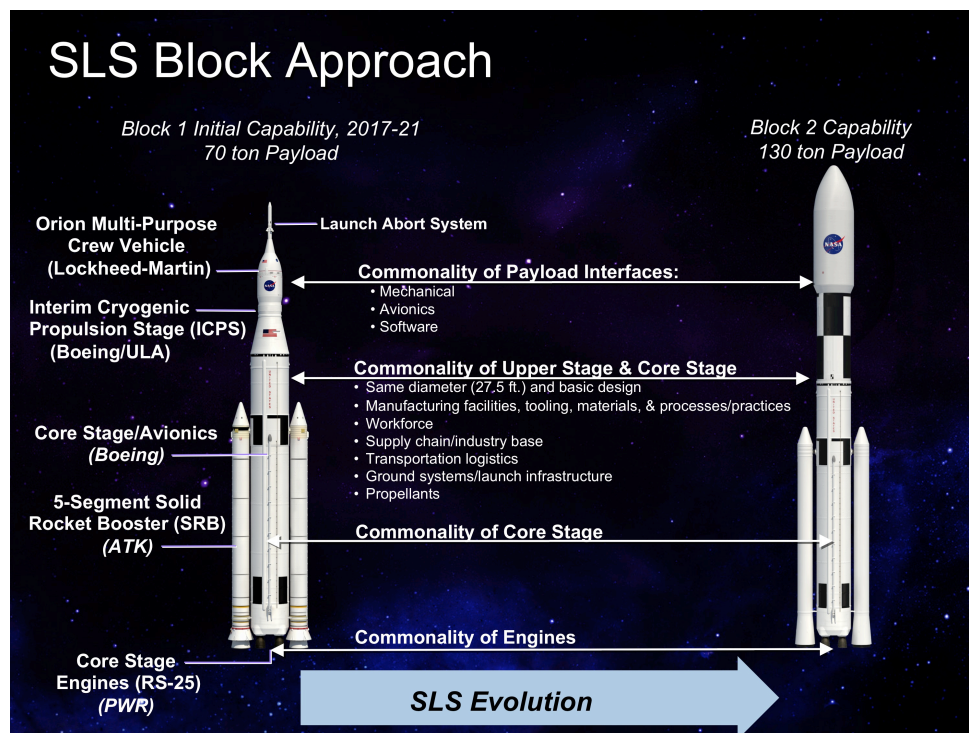 SLS Block Approach
Block 1 Initial Capability, 2017-21
70 ton Payload
Block 2 Capability
130 ton Payload
Orion Multi-Purpose
Crew Vehicle
(Lockheed-Martin)
Launch Abort System
Interim Cryogenic
Propulsion Stage (ICPS)
(Boeing/ULA)
Core Stage/Avionics
(Boeing)
5-Segment Solid
Rocket Booster (SRB)
(ATK)
Core Stage
Engines (RS-25)
(PWR)
Commonality of Payload Interfaces:
• Mechanical
• Avionics
• Software
Commonality of Upper Stage & Core Stage
• Same diameter (27.5 ft.) and basic design
• Manufacturing facilities, tooling, materials, & processes/practices
• Workforce
• Supply chain/industry base
• Transportation logistics
• Ground systems/launch infrastructure
• Propellants
Commonality of Core Stage
Commonality of Engines
SLS Evolution
NASA
NASA